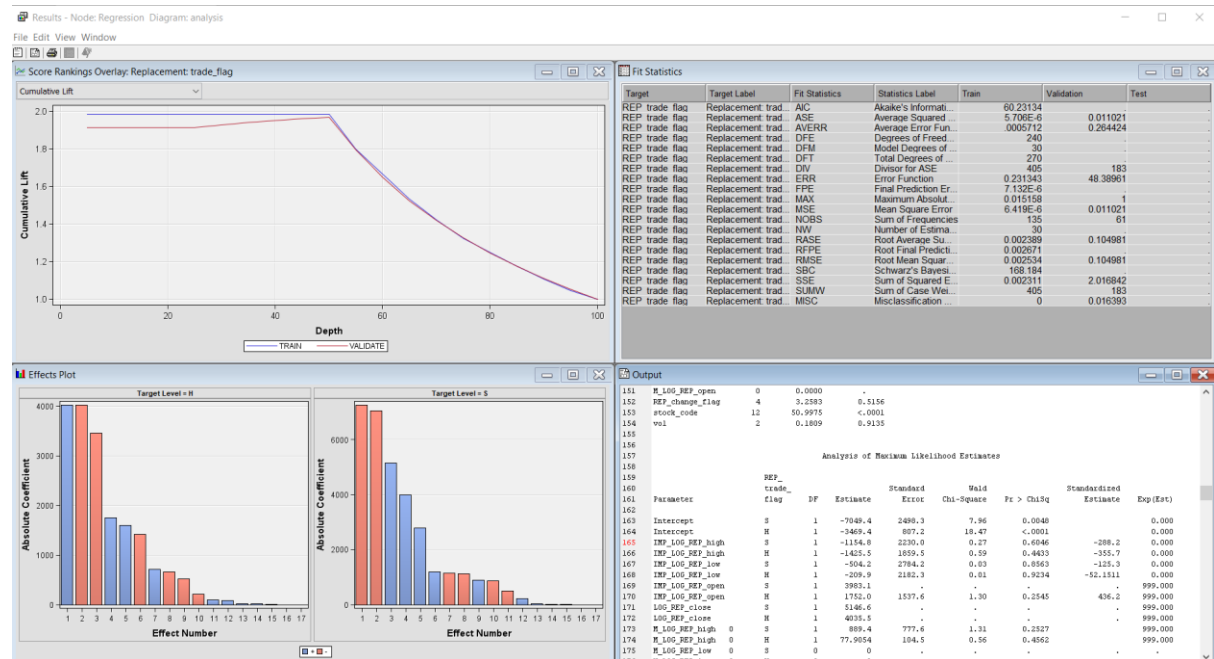 Results - Node: Regression Diagram: analysis
File Edit View Window
Score Rankings Overlay: Replacement: trade_flag
Cumulative Lift
Cumulative Lift
2.0
1.8
1.6
1.4
1.2
1.0
0 20 40 60 80 100
Depth
TRAIN VALIDATE
Fit Statistics
Target Target Label Fit Statistics Statistics Label Train Validation Test
REP_trade_flag Replacement: trad... AIC Akaike's Informati... 60.23134 .
REP_trade_flag Replacement: trad... ASE Average Squared ... 5.706E-6 0.011021
REP_trade_flag Replacement: trad... AVERR Average Error Fun... .0005712 0.264424
REP_trade_flag Replacement: trad... DFE Degrees of Freed... 240 .
REP_trade_flag Replacement: trad... DFM Model Degrees of ... 30 .
REP_trade_flag Replacement: trad... DFT Total Degrees of ... 270 .
REP_trade_flag Replacement: trad... DIV Divisor for ASE 405 183
REP_trade_flag Replacement: trad... ERR Error Function 0.231343 48.38961
REP_trade_flag Replacement: trad... FPE Final Prediction Er... 7.132E-6 .
REP_trade_flag Replacement: trad... MAX Maximum Absolut... 0.015158 1
REP_trade_flag Replacement: trad... MSE Mean Square Error 6.419E-6 0.011021
REP_trade_flag Replacement: trad... NOBS Sum of Frequencies 135 61
REP_trade_flag Replacement: trad... NW Number of Estima... 30 .
REP_trade_flag Replacement: trad... RASE Root Average Su... 0.002389 0.104981
REP_trade_flag Replacement: trad... RFPE Root Final Predicti... 0.002671 .
REP_trade_flag Replacement: trad... RMSE Root Mean Squar... 0.002534 0.104981
REP_trade_flag Replacement: trad... SBC Schwarz's Bayesi... 168.184 .
REP_trade_flag Replacement: trad... SSE Sum of Squared E... 0.002311 2.016842
REP_trade_flag Replacement: trad... SUMW Sum of Case Wei... 405 183
REP_trade_flag Replacement: trad... MISC Misclassification ... 0 0.016393
Effects Plot
Target Level = H Target Level = S
Absolute Coefficient
4000
3000
2000
1000
0
1 2 3 4 5 6 7 8 9 10 11 12 13 14 15 16 17
Effect Number
Absolute Coefficient
6000
4000
2000
0
1 2 3 4 5 6 7 8 9 10 11 12 13 14 15 16 17
Effect Number
+ -
Output
151 M_LOG_REP_open 0 0.0000 .
152 REP_change_flag 4 3.2583 0.5156
153 stock_code 12 50.9975 <.0001
154 vol 2 0.1809 0.9135
155
156
157 Analysis of Maximum Likelihood Estimates
158
159 REP_
160 trade_ Standard Wald Standardized
161 Parameter flag DF Estimate Error Chi-Square Pr > ChiSq Estimate Exp(Est)
162
163 Intercept S 1 -7049.4 2498.3 7.96 0.0048 0.000
164 Intercept H 1 -3469.4 807.2 18.47 <.0001 0.000
165 IMP_LOG_REP_high S 1 -1154.8 2230.0 0.27 0.6046 -288.2 0.000
166 IMP_LOG_REP_high H 1 -1425.5 1859.5 0.59 0.4433 -355.7 0.000
167 IMP_LOG_REP_low S 1 -504.2 2784.2 0.03 0.8563 -125.3 0.000
168 IMP_LOG_REP_low H 1 -209.9 2182.3 0.01 0.9234 -52.1511 0.000
169 IMP_LOG_REP_open S 1 3983.1 . . . . 999.000
170 IMP_LOG_REP_open H 1 1752.0 1537.6 1.30 0.2545 436.2 999.000
171 LOG_REP_close S 1 5146.6 . . . . 999.000
172 LOG_REP_close H 1 4035.5 . . . . 999.000
173 M_LOG_REP_high 0 S 1 889.4 777.6 1.31 0.2527 999.000
174 M_LOG_REP_high 0 H 1 77.9054 104.5 0.56 0.4562 999.000
175 M_LOG_REP_low 0 S 0 0 . . . . .